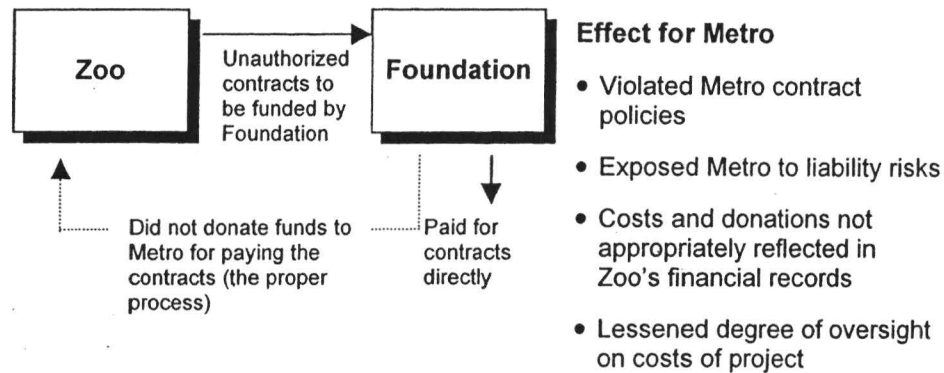 Zoo
Unauthorized
contracts to
be funded by
Foundation
Foundation
Did not donate funds to
Metro for paying the
contracts (the proper
process)
Paid for
contracts
directly
Effect for Metro
• Violated Metro contract
policies
• Exposed Metro to liability risks
• Costs and donations not
appropriately reflected in
Zoo's financial records
• Lessened degree of oversight
on costs of project